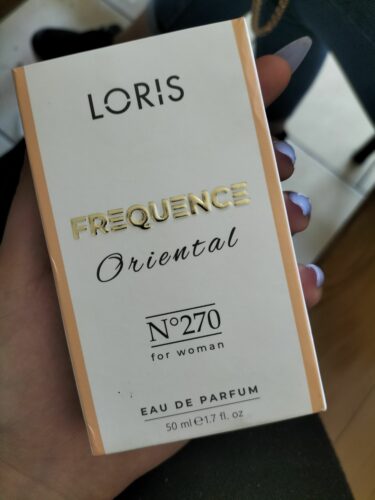 LORIS
FREQUENCE
Oriental
N°270
for woman
EAU DE PARFUM
50 ml ℮ 1.7 fl. oz